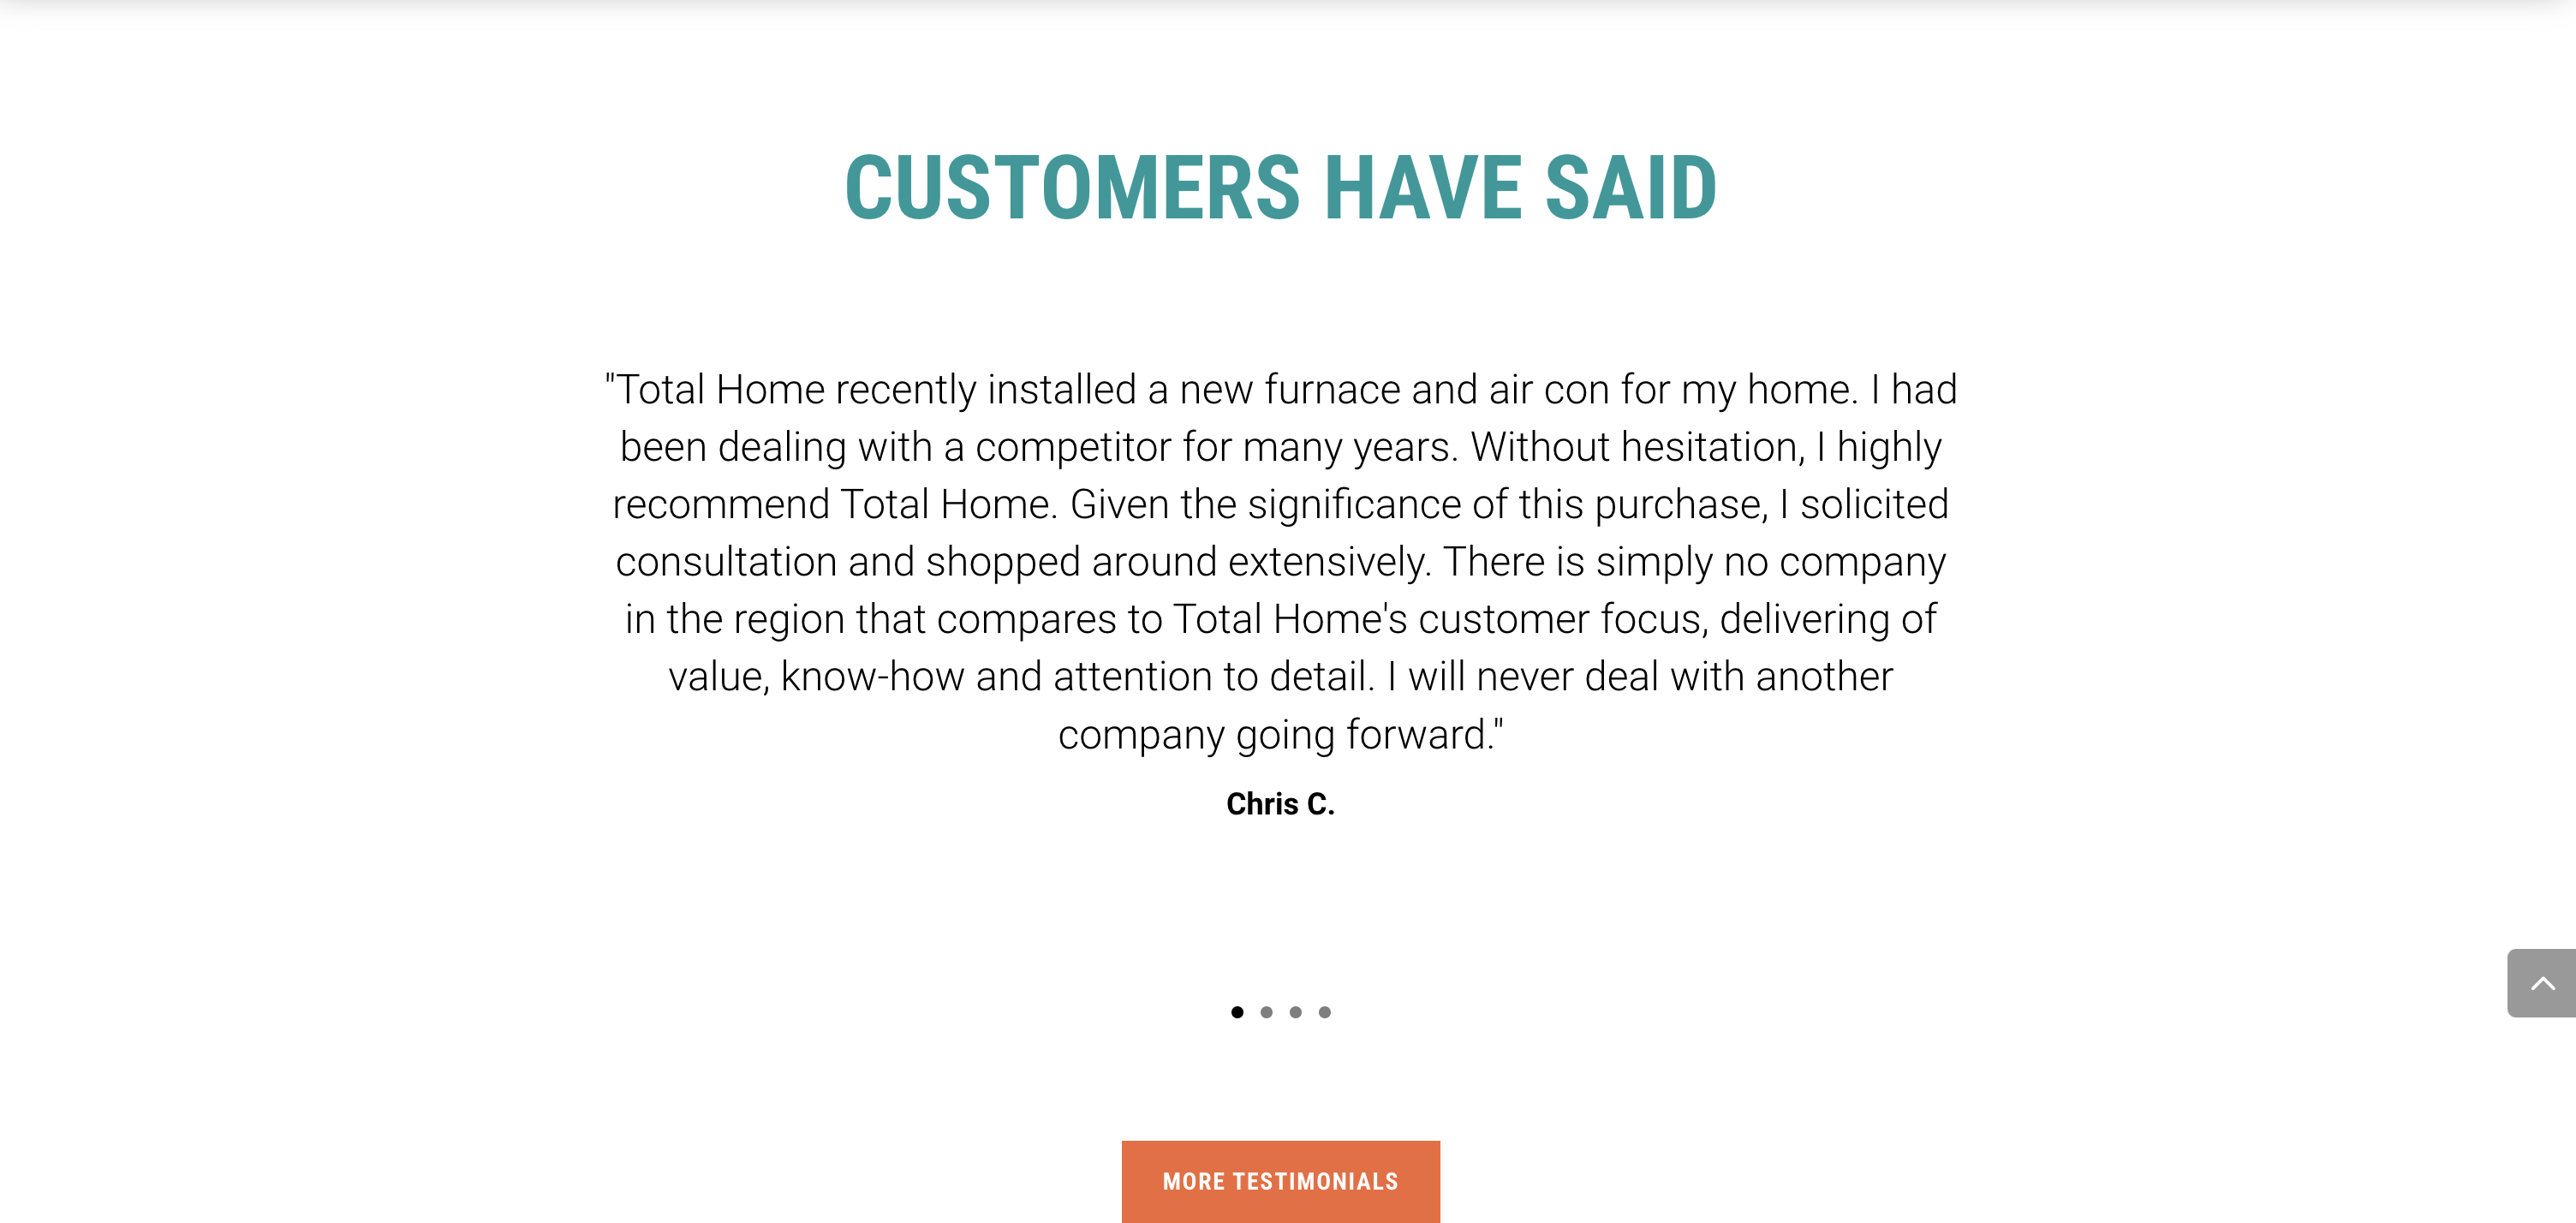 CUSTOMERS HAVE SAID
"Total Home recently installed a new furnace and air con for my home. I had
been dealing with a competitor for many years. Without hesitation, I highly
recommend Total Home. Given the significance of this purchase, I solicited
consultation and shopped around extensively. There is simply no company
in the region that compares to Total Home's customer focus, delivering of
value, know-how and attention to detail. I will never deal with another
company going forward."
Chris C.
MORE TESTIMONIALS